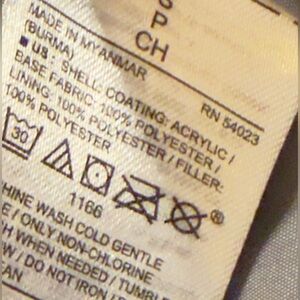 S
P
CH
MADE IN MYANMAR
(BURMA)
RN 54023
■ US : SHELL: COATING: ACRYLIC /
BASE FABRIC: 100% POLYESTER /
LINING: 100% POLYESTER / FILLER:
100% POLYESTER
30
®
1166
HINE WASH COLD GENTLE
E / ONLY NON-CHLORINE
H WHEN NEEDED / TUMBLE
W / DO NOT IRON /
EAN